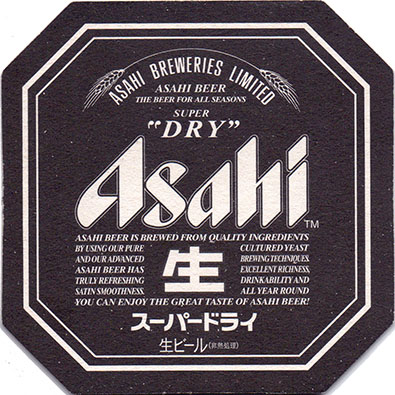 ASAHI BREWERIES LIMITED
ASAHI BEER
THE BEER FOR ALL SEASONS
SUPER
"DRY"
Asahi TM
ASAHI BEER IS BREWED FROM QUALITY INGREDIENTS
BY USING OUR PURE CULTURED YEAST
AND OUR ADVANCED BREWING TECHNIQUES.
ASAHI BEER HAS EXCELLENT RICHNESS,
TRULY REFRESHING DRINKABILITY AND
SATIN SMOOTHNESS. ALL YEAR ROUND
生
YOU CAN ENJOY THE GREAT TASTE OF ASAHI BEER!
スーパードライ
生ビール(非熱処理)